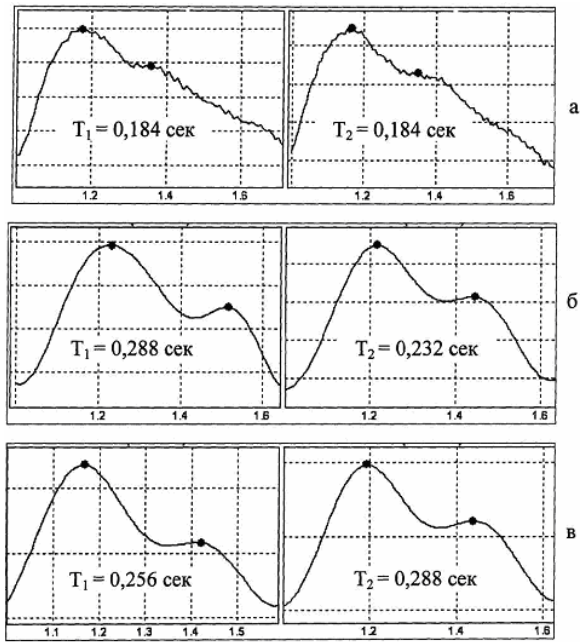 T₁ = 0,184 сек T₂ = 0,184 сек
а
1.2 1.4 1.6 1.2 1.4 1.6
T₁ = 0,288 сек T₂ = 0,232 сек
б
1.2 1.4 1.6 1.2 1.4 1.6
T₁ = 0,256 сек T₂ = 0,288 сек
в
1.1 1.2 1.3 1.4 1.5 1.2 1.4 1.6